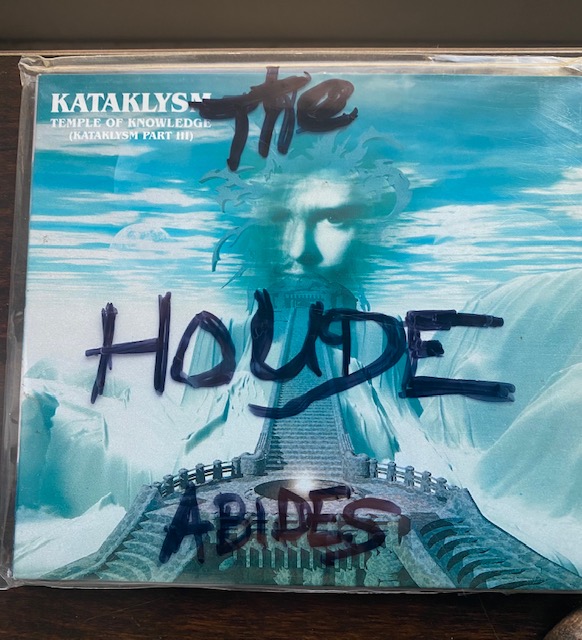 KATAKLYSM
TEMPLE OF KNOWLEDGE
(KATAKLYSM PART III)
THe
HOUDE
ABIDES